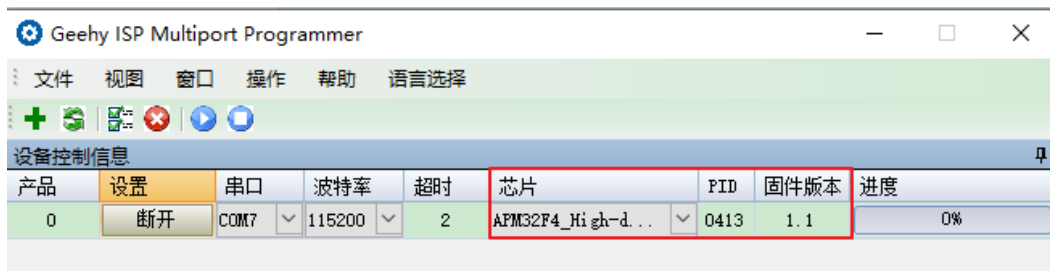 Geehy ISP Multiport Programmer
文件 视图 窗口 操作 帮助 语言选择
设备控制信息
产品 设置 串口 波特率 超时 芯片 PID 固件版本 进度
0 断开 COM7 115200 2 APM32F4_High-d... 0413 1.1 0%